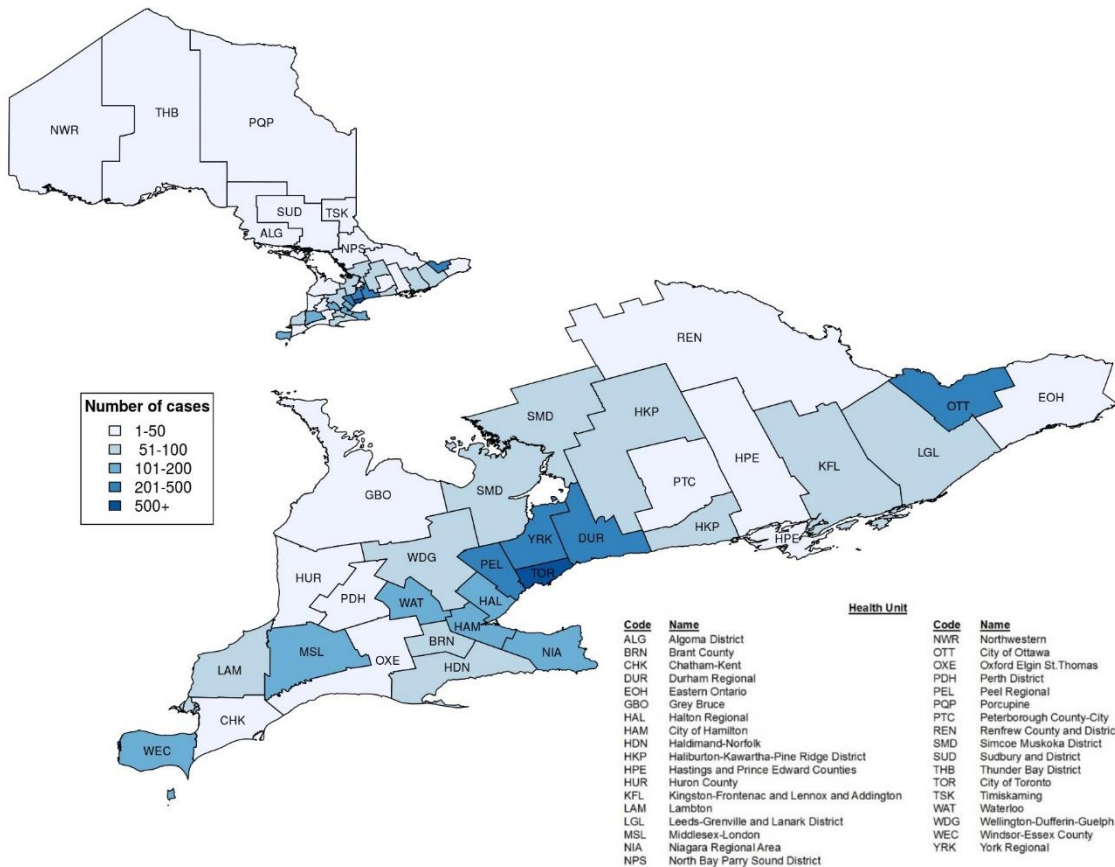 THB
NWR
PQP
SUD
TSK
ALG
NPS
REN
Number of cases
1-50
51-100
101-200
201-500
500+
SMD
HKP
OTT
EOH
HPE
KFL
LGL
GBO
SMD
PTC
HKP
HPE
YRK
DUR
WDG
PEL
TOR
HUR
PDH
WAT
HAL
HAM
MSL
BRN
NIA
LAM
OXE
HDN
CHK
WEC
Health Unit
Code Name
ALG Algoma District
BRN Brant County
CHK Chatham-Kent
DUR Durham Regional
EOH Eastern Ontario
GBO Grey Bruce
HAL Halton Regional
HAM City of Hamilton
HDN Haldimand-Norfolk
HKP Haliburton-Kawartha-Pine Ridge District
HPE Hastings and Prince Edward Counties
HUR Huron County
KFL Kingston-Frontenac and Lennox and Addington
LAM Lambton
LGL Leeds-Grenville and Lanark District
MSL Middlesex-London
NIA Niagara Regional Area
NPS North Bay Parry Sound District
Code Name
NWR Northwestern
OTT City of Ottawa
OXE Oxford Elgin St.Thomas
PDH Perth District
PEL Peel Regional
PQP Porcupine
PTC Peterborough County-City
REN Renfrew County and Distric
SMD Simcoe Muskoka District
SUD Sudbury and District
THB Thunder Bay District
TOR City of Toronto
TSK Timiskaming
WAT Waterloo
WDG Wellington-Dufferin-Guelph
WEC Windsor-Essex County
YRK York Regional